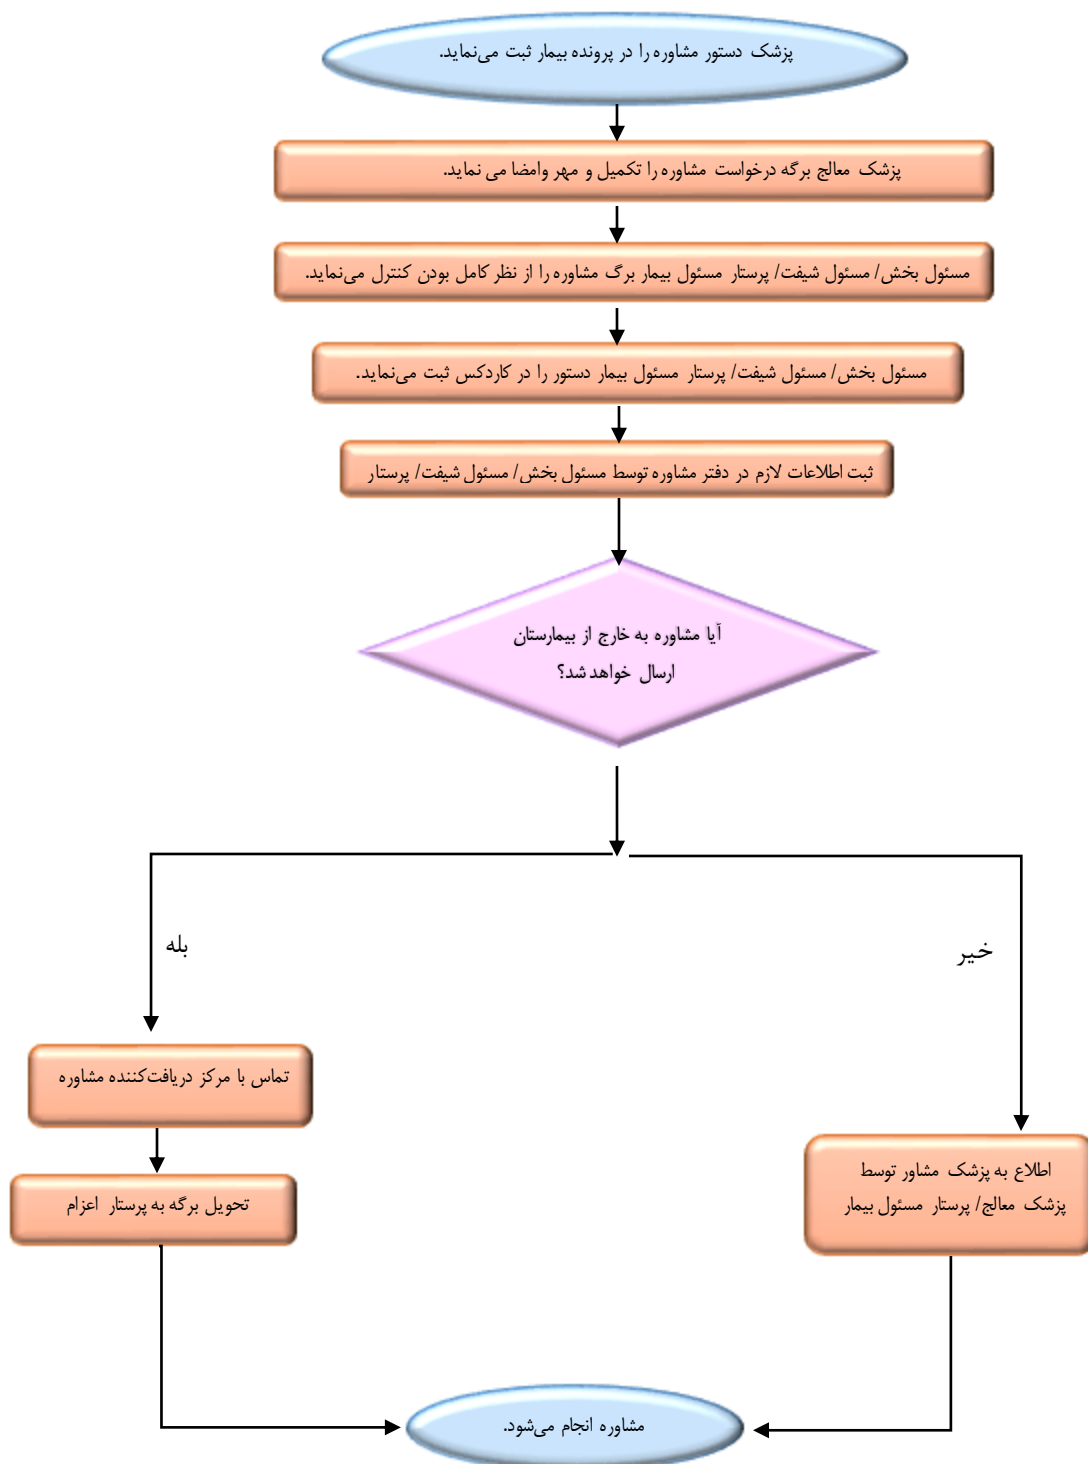 پزشک دستور مشاوره را در پرونده بیمار ثبت می‌نماید.
پزشک معالج برگه درخواست مشاوره را تکمیل و مهر وامضا می نماید.
مسئول بخش/ مسئول شیفت/ پرستار مسئول بیمار برگ مشاوره را از نظر کامل بودن کنترل می‌نماید.
مسئول بخش/ مسئول شیفت/ پرستار مسئول بیمار دستور را در کاردکس ثبت می‌نماید.
ثبت اطلاعات لازم در دفتر مشاوره توسط مسئول بخش/ مسئول شیفت/ پرستار
آیا مشاوره به خارج از بیمارستان
ارسال خواهد شد؟
خیر
بله
تماس با مرکز دریافت‌کننده مشاوره
تحویل برگه به پرستار اعزام
اطلاع به پزشک مشاور توسط
پزشک معالج/ پرستار مسئول بیمار
مشاوره انجام می‌شود.